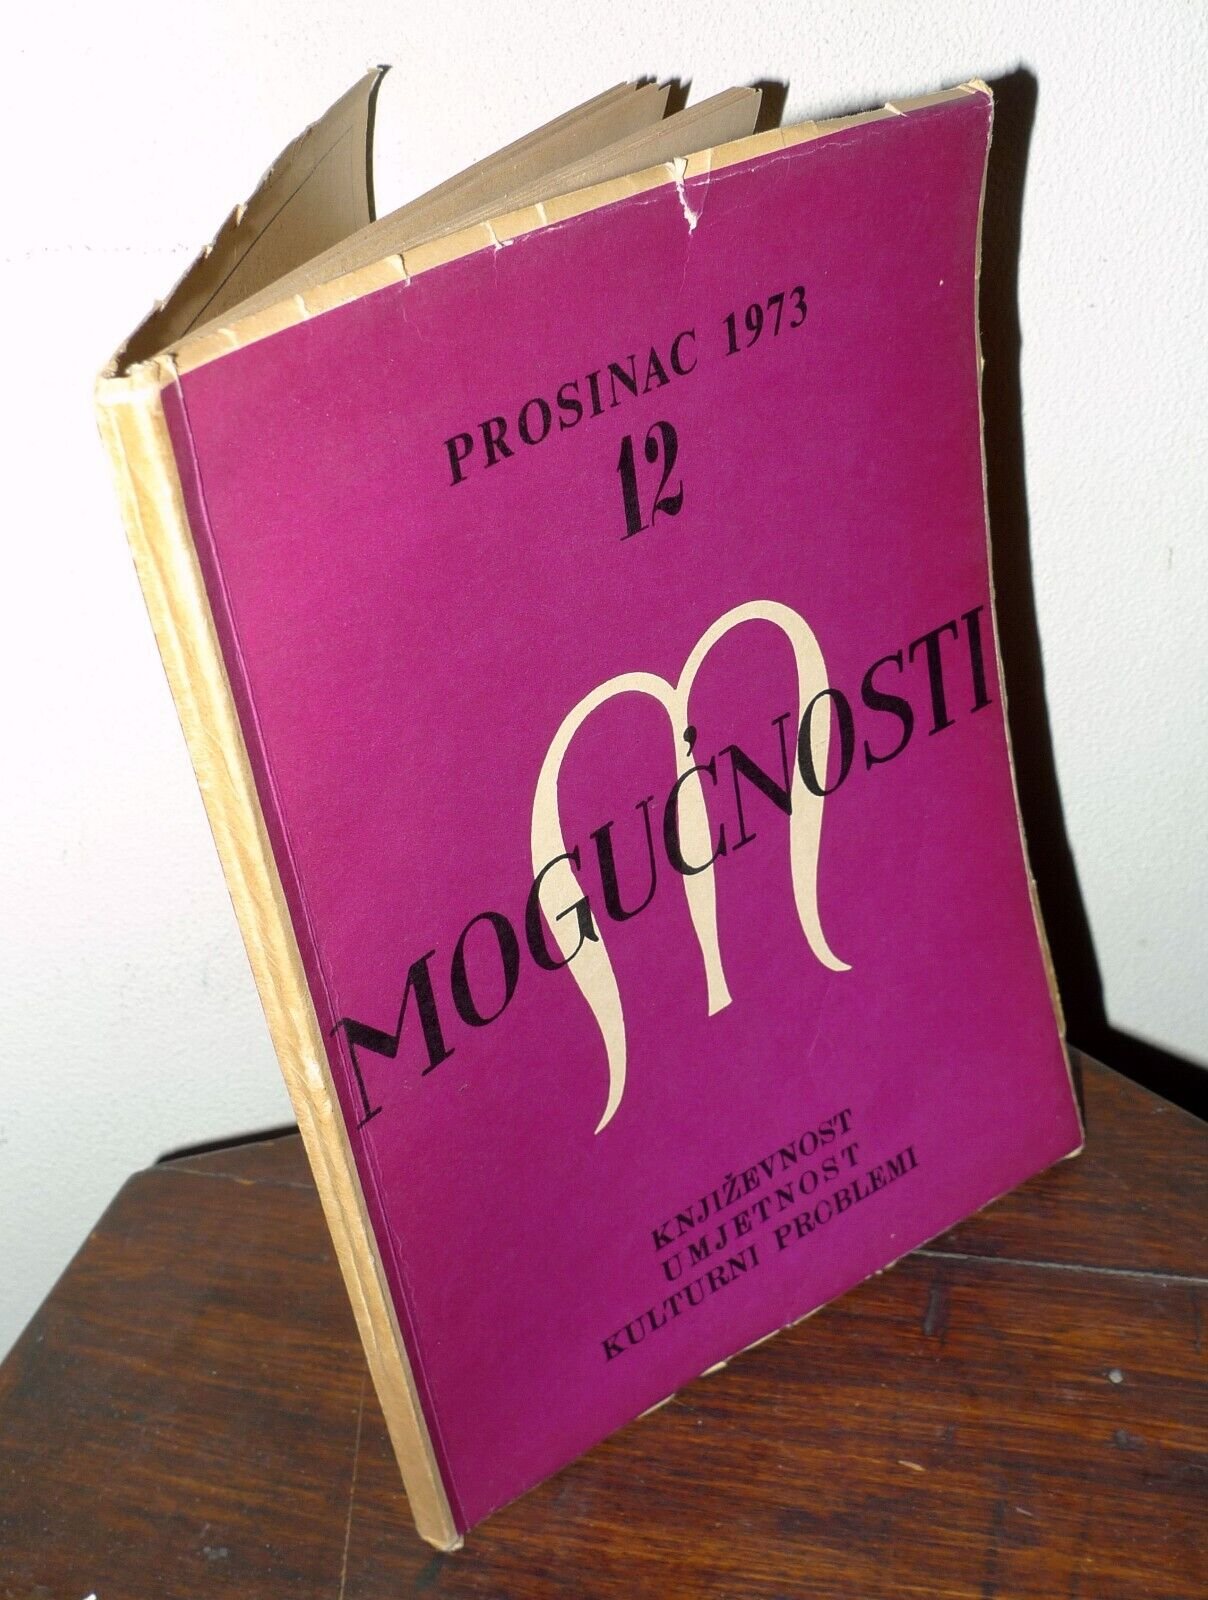 PROSINAC 1973
12
m
MOGUĆNOSTI
KNJIŽEVNOST
UMJETNOST
KULTURNI PROBLEMI